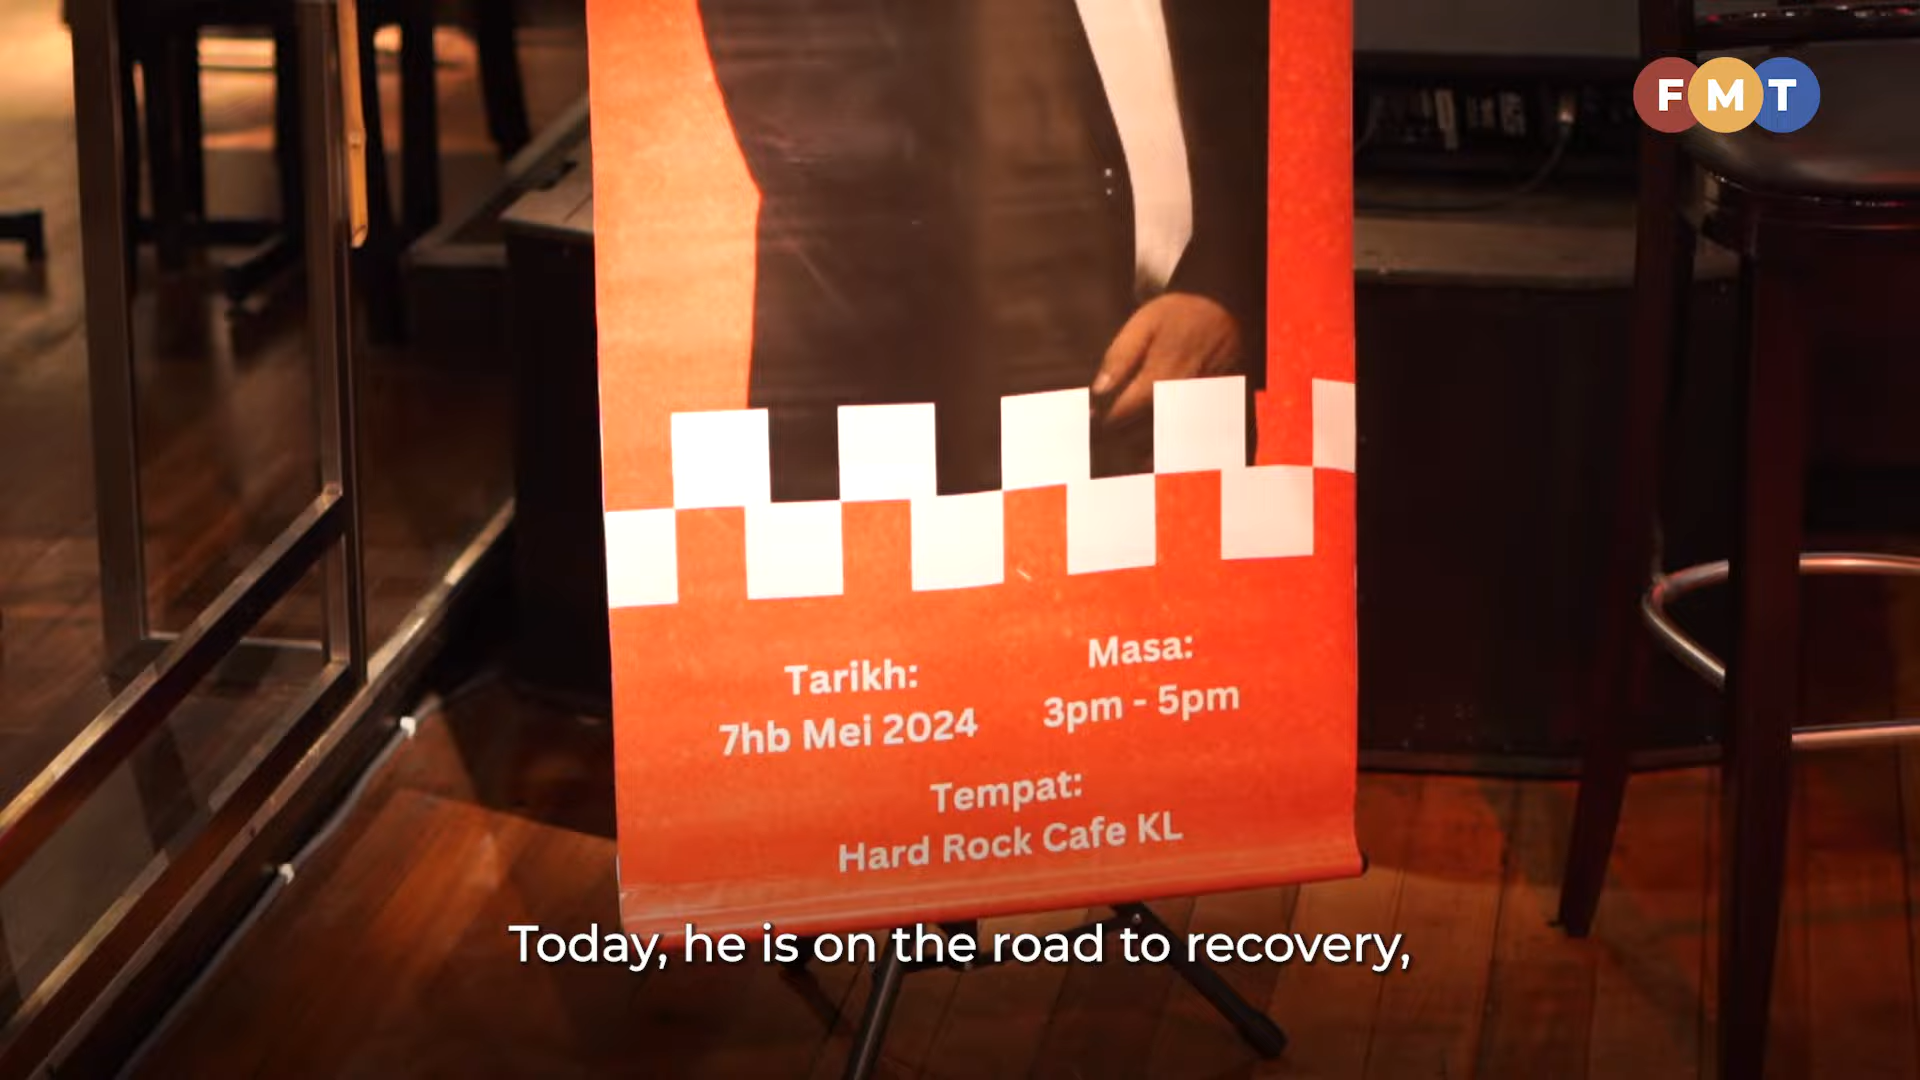 FMT
Tarikh:
7hb Mei 2024
Masa:
3pm - 5pm
Tempat:
Hard Rock Cafe KL
Today, he is on the road to recovery,